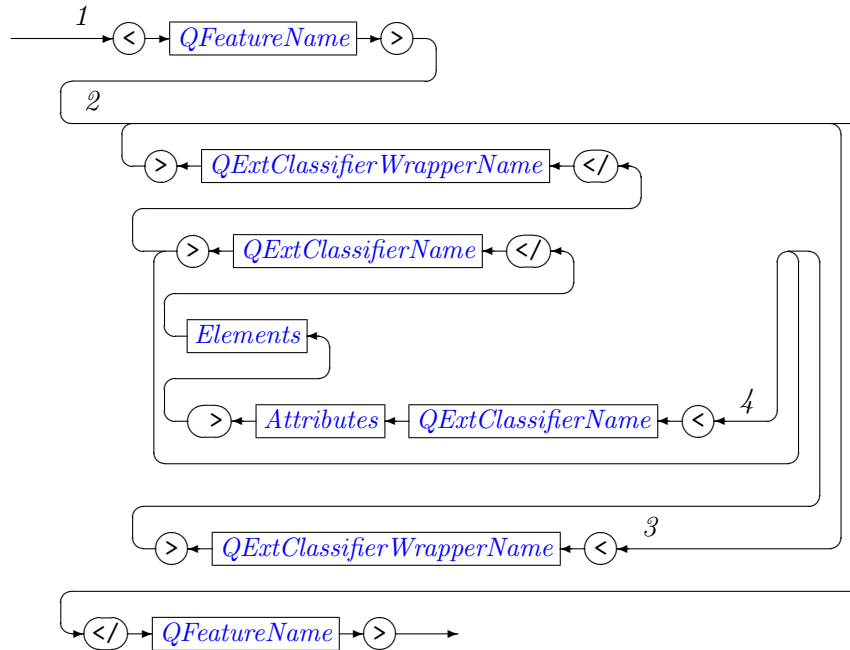 1
< QFeatureName >
2
> QExtClassifierWrapperName </
> QExtClassifierName </
Elements
> Attributes QExtClassifierName < 4
> QExtClassifierWrapperName < 3
</ QFeatureName >